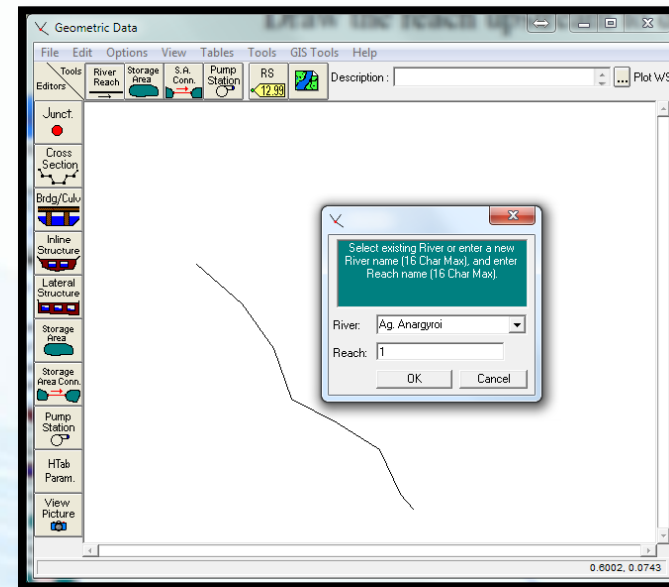 Draw the reach
Geometric Data
File Edit Options View Tables Tools GIS Tools Help
Tools
Editors
River
Reach
Storage
Area
S.A.
Conn.
Pump
Station
RS
12.99
Description :
...
Plot WS
Junct.
Cross
Section
Brdg/Culv
Inline
Structure
Lateral
Structure
Storage
Area
Storage
Area Conn.
Pump
Station
HTab
Param.
View
Picture
Select existing River or enter a new
River name (16 Char Max), and enter
Reach name (16 Char Max).
River: Ag. Anargyroi
Reach: 1
OK Cancel
0.6002, 0.0743